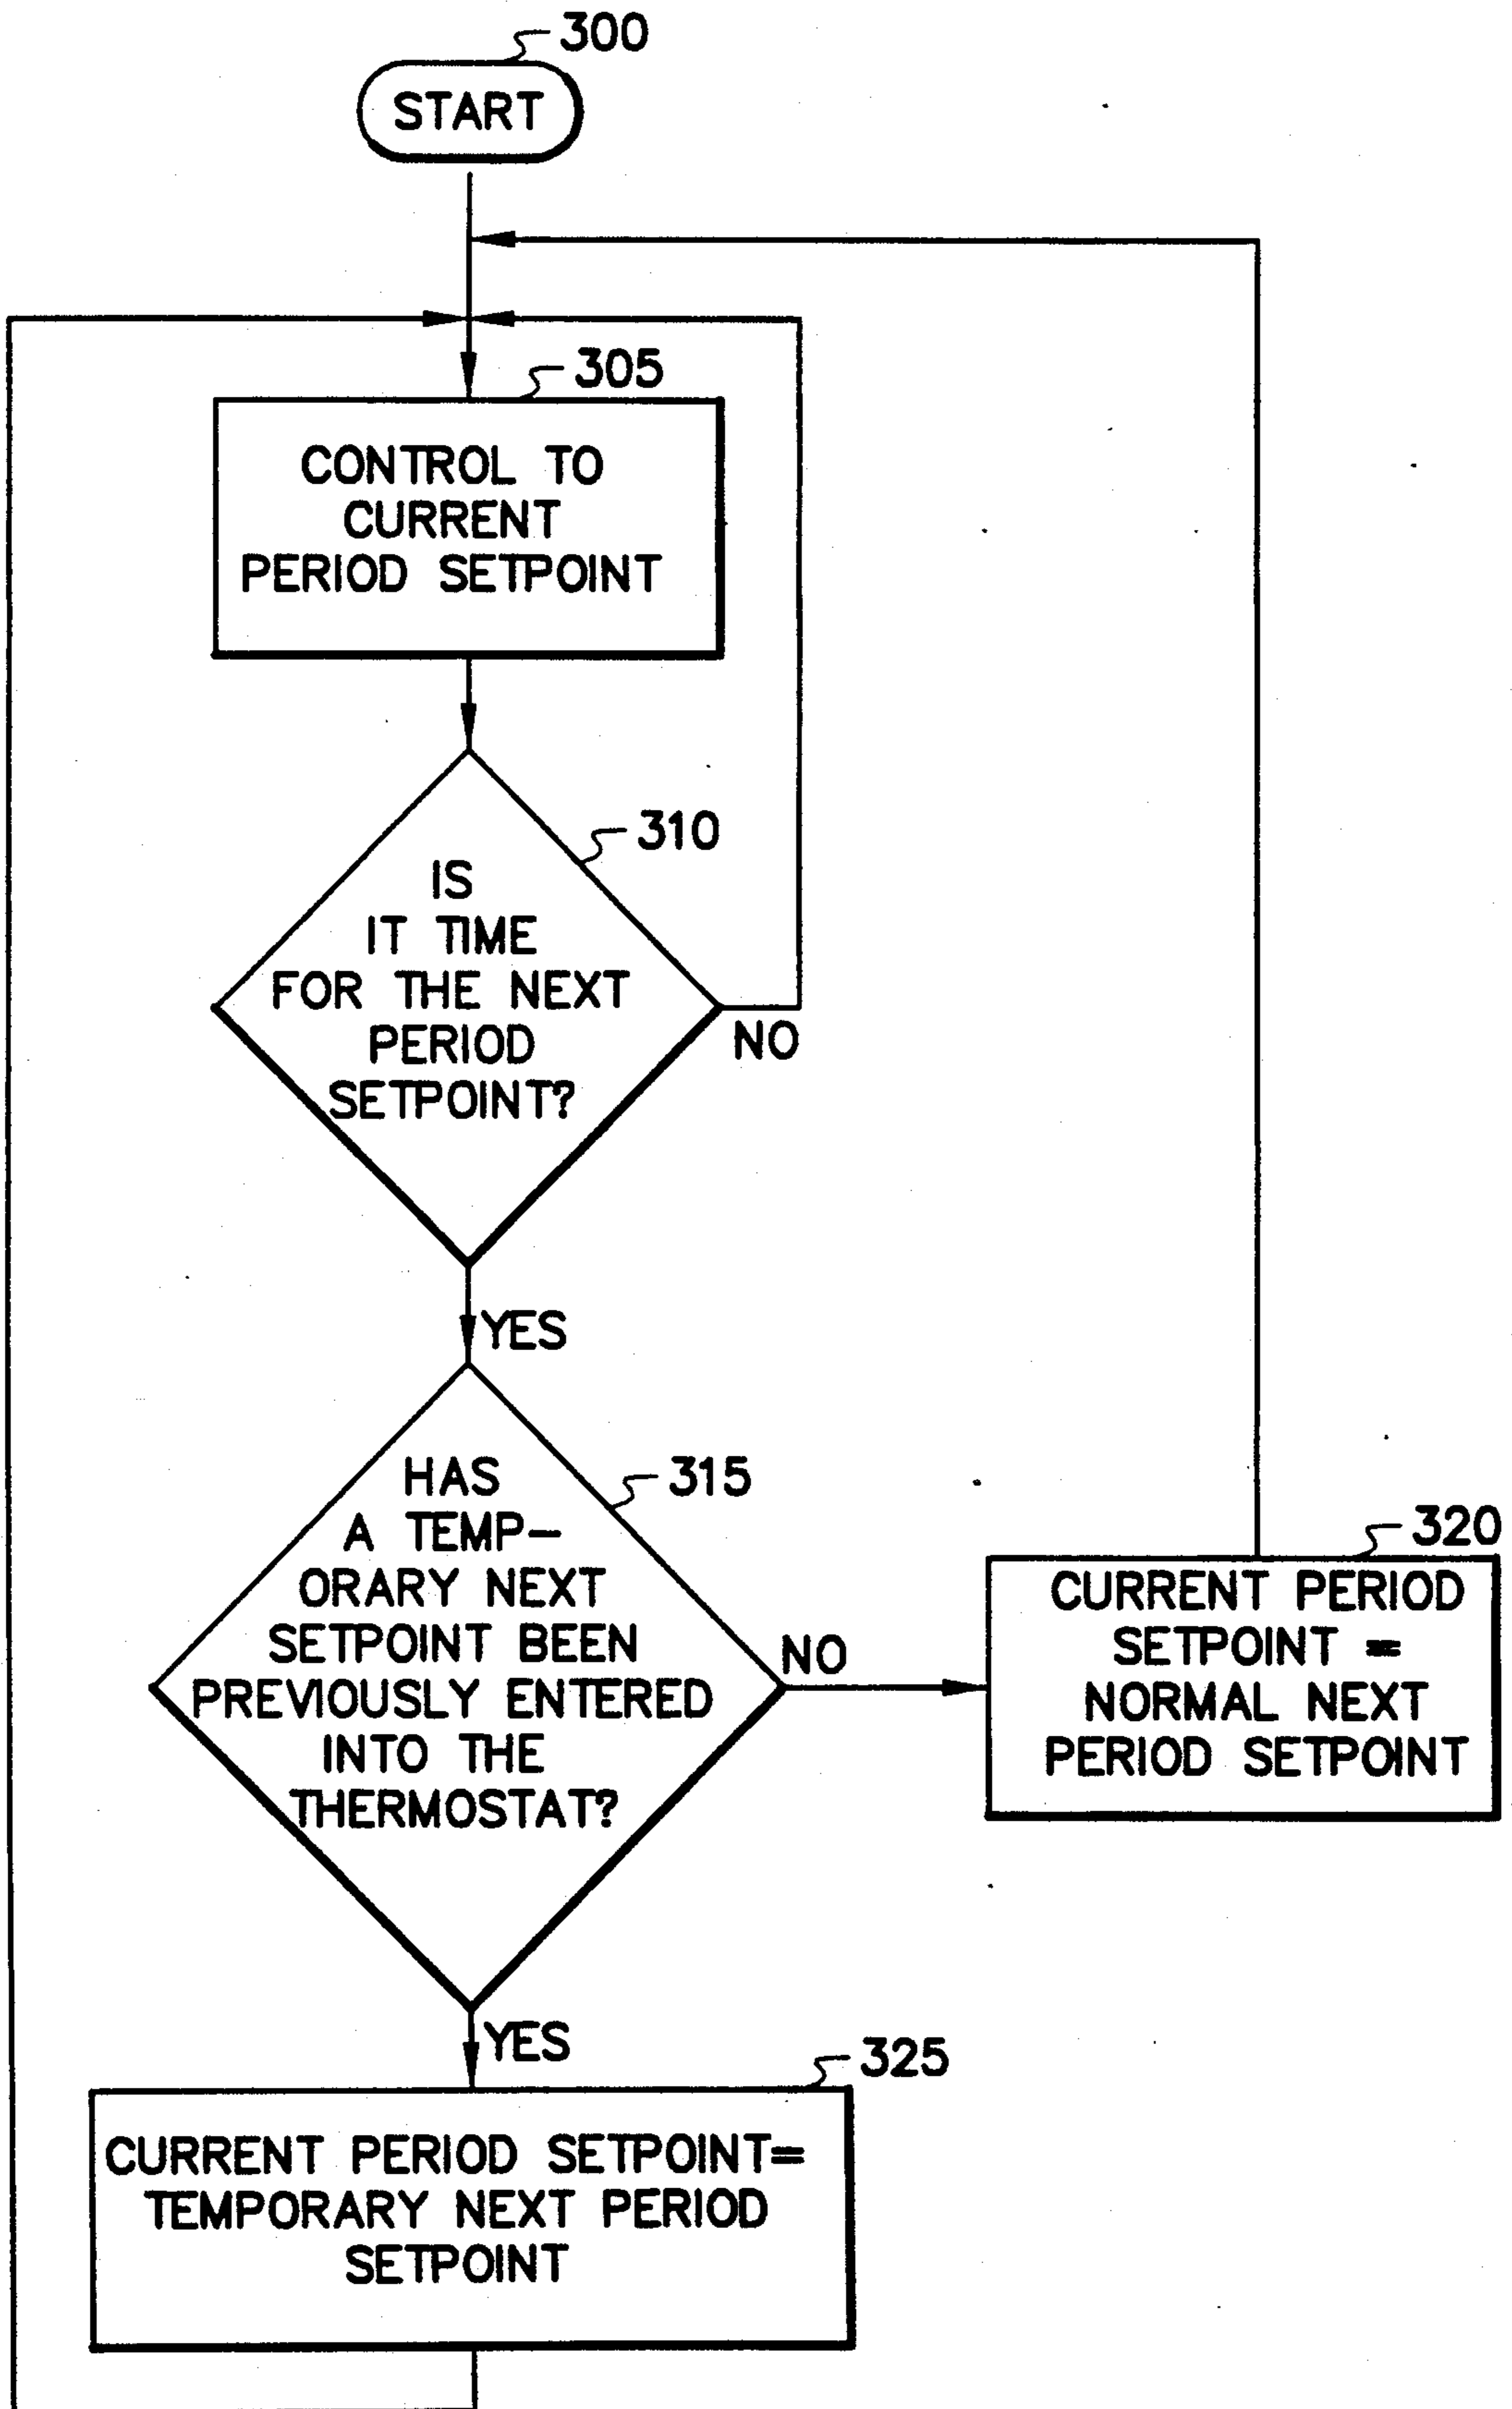 300
START
305
CONTROL TO
CURRENT
PERIOD SETPOINT
310
IS
IT TIME
FOR THE NEXT
PERIOD
SETPOINT?
NO
YES
315
HAS
A TEMP-
ORARY NEXT
SETPOINT BEEN
PREVIOUSLY ENTERED
INTO THE
THERMOSTAT?
NO
320
CURRENT PERIOD
SETPOINT =
NORMAL NEXT
PERIOD SETPOINT
YES
325
CURRENT PERIOD SETPOINT=
TEMPORARY NEXT PERIOD
SETPOINT